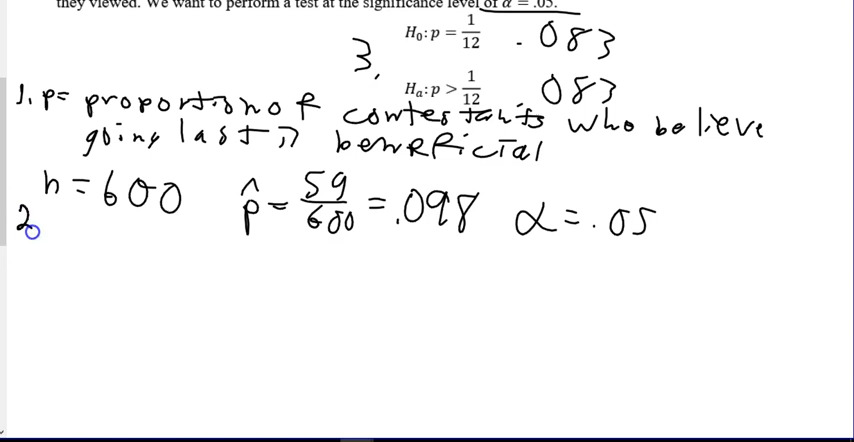 they viewed. We want to perform a test at the significance level of α = .05.
3. H₀: p = 1/12 .083
Hₐ: p > 1/12 .083
1. p= proportion of contestants who believe
going last is beneficial
n = 600 p̂ = 59/600 = .098 α = .05
2